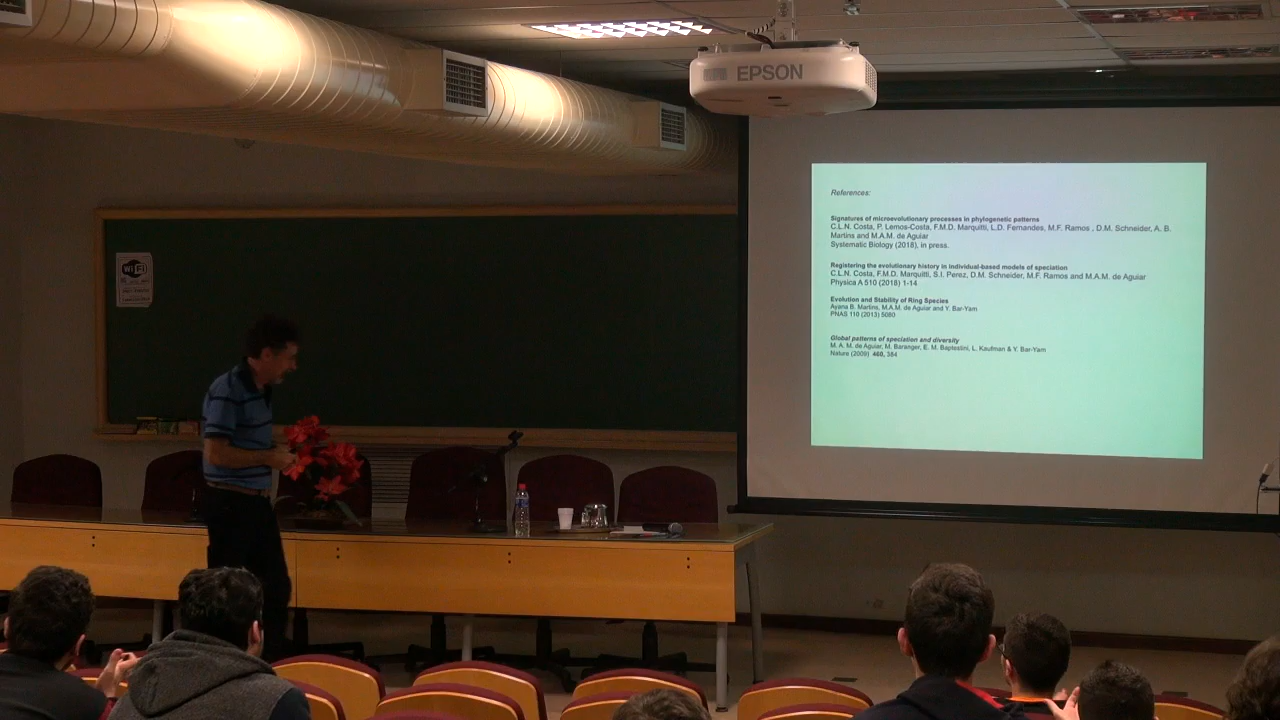 EPSON
References:
Signatures of microevolutionary processes in phylogenetic patterns
C.L.N. Costa, P. Lemos-Costa, F.M.D. Marquitti, L.D. Fernandes, M.F. Ramos , D.M. Schneider, A. B.
Martins and M.A.M. de Aguiar
Systematic Biology (2018), in press.
Registering the evolutionary history in individual-based models of speciation
C.L.N. Costa, F.M.D. Marquitti, S.I. Perez, D.M. Schneider, M.F. Ramos and M.A.M. de Aguiar
Physica A 510 (2018) 1-14
Evolution and Stability of Ring Species
Ayana B. Martins, M.A.M. de Aguiar and Y. Bar-Yam
PNAS 110 (2013) 5080
Global patterns of speciation and diversity
M. A. M. de Aguiar, M. Baranger, E. M. Baptestini, L. Kaufman & Y. Bar-Yam
Nature (2009) 460, 384
WiFi